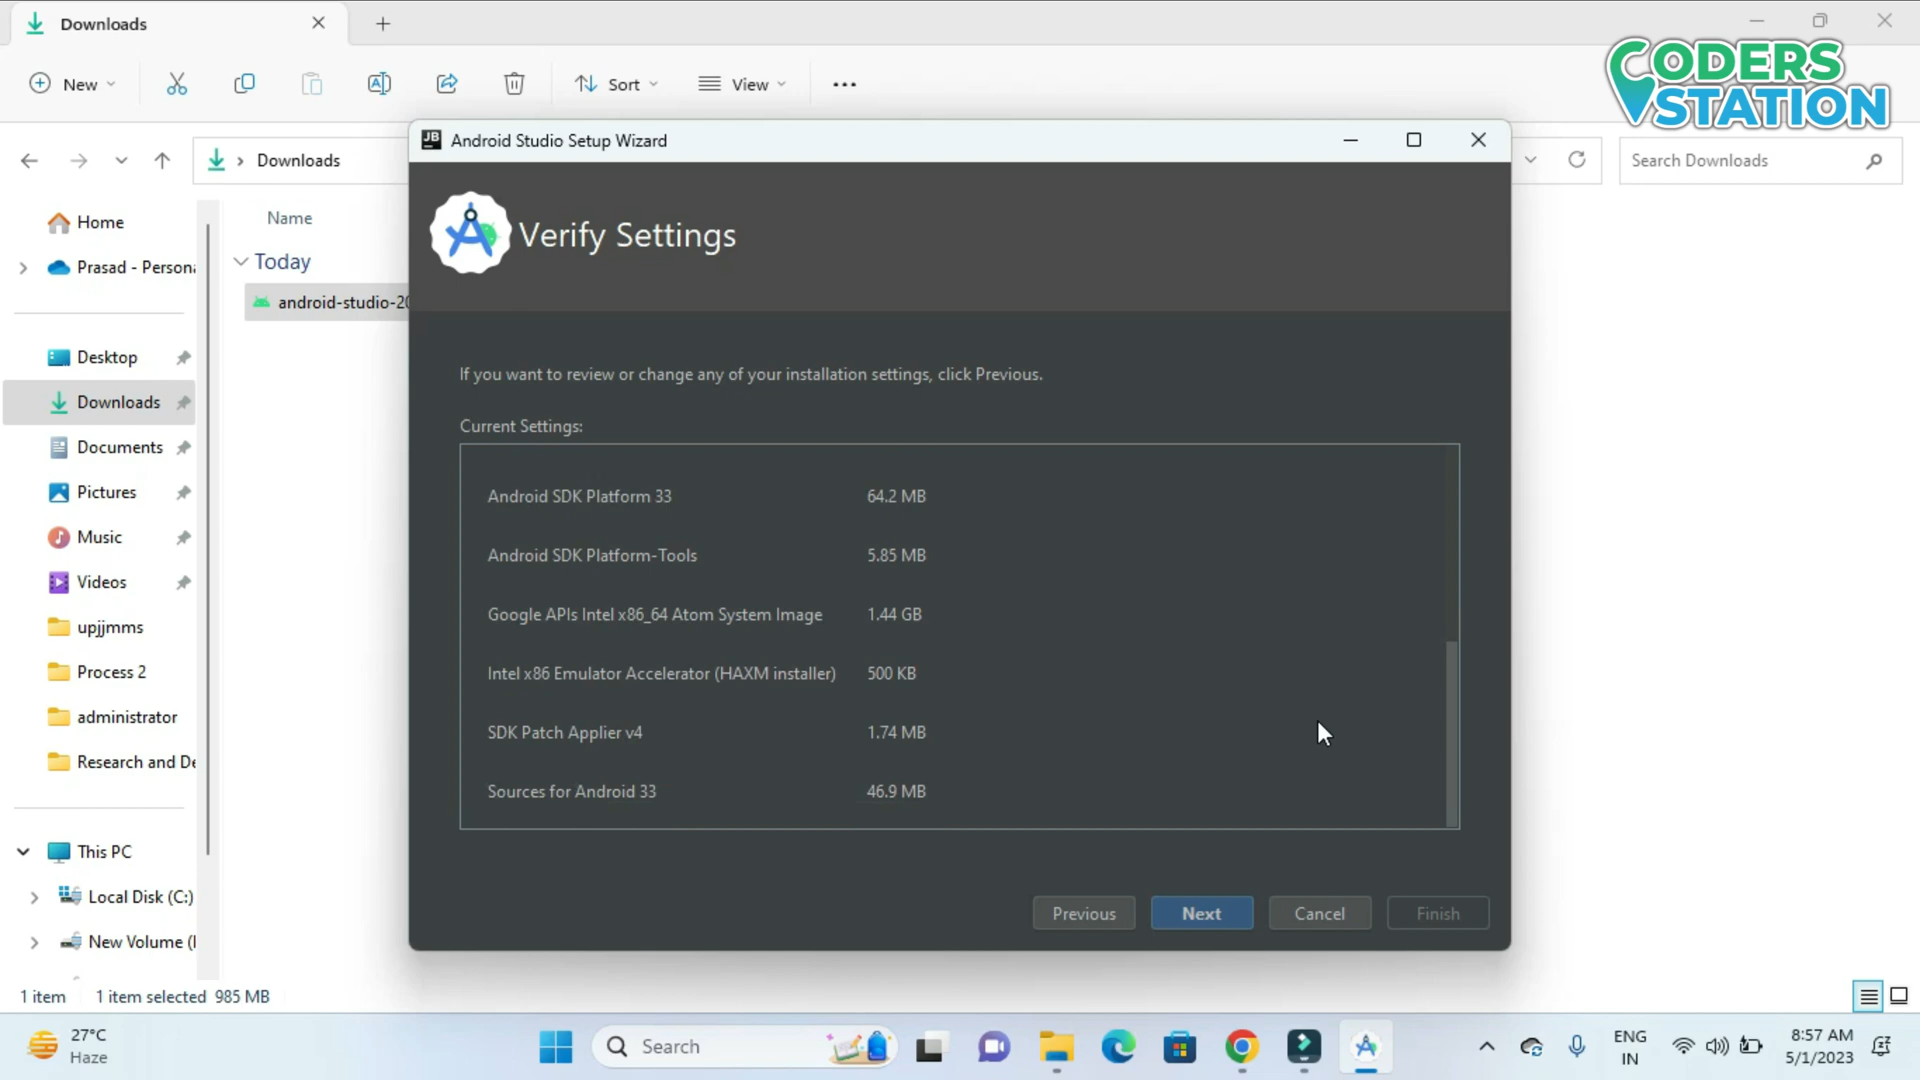 Downloads
CODERS
STATION
New
Sort
View
Downloads
Search Downloads
JB Android Studio Setup Wizard
Verify Settings
Home
Prasad - Persona
Desktop
Downloads
Documents
Pictures
Music
Videos
upjjmms
Process 2
administrator
Research and De
This PC
Local Disk (C:)
New Volume (
Name
Today
android-studio-20
If you want to review or change any of your installation settings, click Previous.
Current Settings:
Android SDK Platform 33 64.2 MB
Android SDK Platform-Tools 5.85 MB
Google APIs Intel x86_64 Atom System Image 1.44 GB
Intel x86 Emulator Accelerator (HAXM installer) 500 KB
SDK Patch Applier v4 1.74 MB
Sources for Android 33 46.9 MB
Previous Next Cancel Finish
1 item 1 item selected 985 MB
27°C
Haze
Search
ENG
IN
8:57 AM
5/1/2023